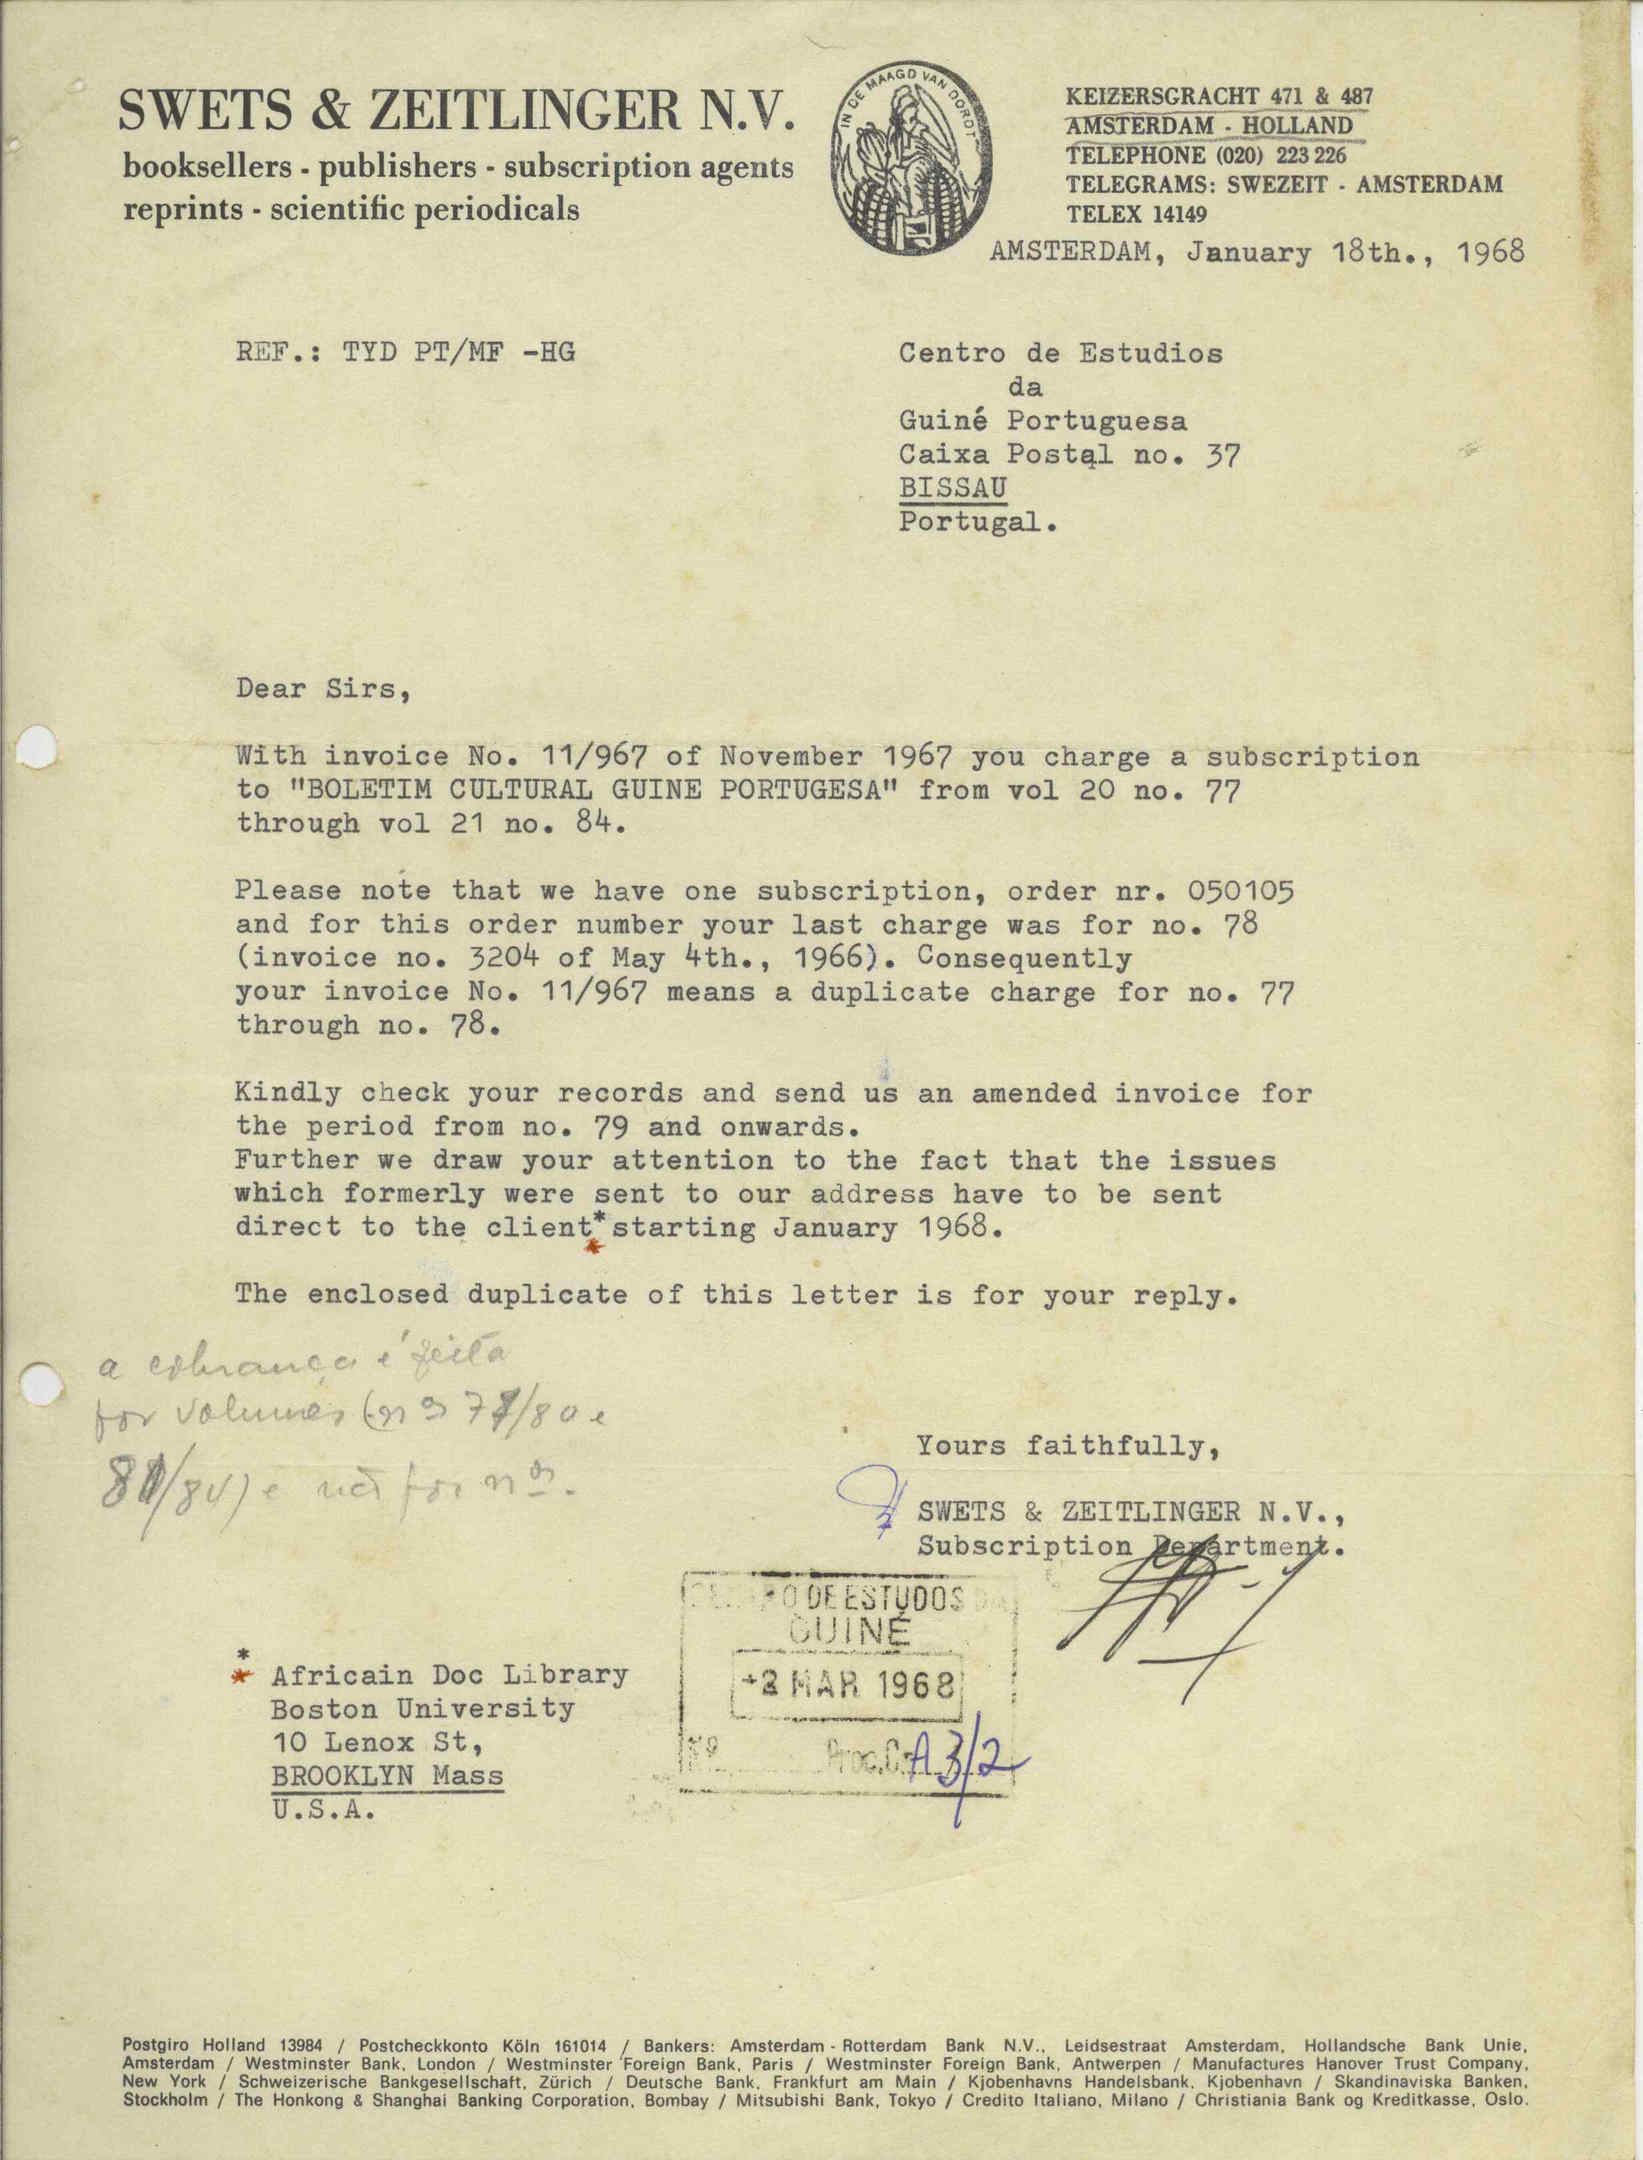 SWETS & ZEITLINGER N.V.
booksellers - publishers - subscription agents
reprints - scientific periodicals
IN DE MAAGD VAN DORDT
KEIZERSGRACHT 471 & 487
AMSTERDAM - HOLLAND
TELEPHONE (020) 223 226
TELEGRAMS: SWEZEIT - AMSTERDAM
TELEX 14149
AMSTERDAM, January 18th., 1968
REF.: TYD PT/MF -HG
Centro de Estudios
da
Guiné Portuguesa
Caixa Postal no. 37
BISSAU
Portugal.
Dear Sirs,
With invoice No. 11/967 of November 1967 you charge a subscription
to "BOLETIM CULTURAL GUINE PORTUGESA" from vol 20 no. 77
through vol 21 no. 84.
Please note that we have one subscription, order nr. 050105
and for this order number your last charge was for no. 78
(invoice no. 3204 of May 4th., 1966). Consequently
your invoice No. 11/967 means a duplicate charge for no. 77
through no. 78.
Kindly check your records and send us an amended invoice for
the period from no. 79 and onwards.
Further we draw your attention to the fact that the issues
which formerly were sent to our address have to be sent
direct to the client* starting January 1968.
The enclosed duplicate of this letter is for your reply.
a cobrança é feita
por volumes (nos 77/80 e
81/84) e não por nos.
Yours faithfully,
SWETS & ZEITLINGER N.V.,
Subscription Department.
CENTRO DE ESTUDOS DA
GUINÉ
-2 MAR 1968
Nº Proc.C. A 3/2
* Africain Doc Library
Boston University
10 Lenox St,
BROOKLYN Mass
U.S.A.
Postgiro Holland 13984 / Postcheckkonto Köln 161014 / Bankers: Amsterdam - Rotterdam Bank N.V., Leidsestraat Amsterdam, Hollandsche Bank Unie,
Amsterdam / Westminster Bank, London / Westminster Foreign Bank, Paris / Westminster Foreign Bank, Antwerpen / Manufactures Hanover Trust Company,
New York / Schweizerische Bankgesellschaft, Zürich / Deutsche Bank, Frankfurt am Main / Kjobenhavns Handelsbank, Kjobenhavn / Skandinaviska Banken,
Stockholm / The Honkong & Shanghai Banking Corporation, Bombay / Mitsubishi Bank, Tokyo / Credito Italiano, Milano / Christiania Bank og Kreditkasse, Oslo.